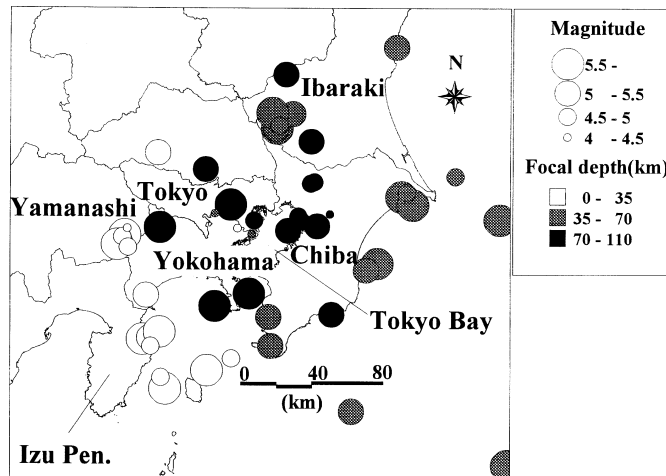 Magnitude
5.5 -
5 - 5.5
4.5 - 5
4 - 4.5
Focal depth(km)
0 - 35
35 - 70
70 - 110
N
Ibaraki
Tokyo
Yamanashi
Chiba
Yokohama
Tokyo Bay
0 40 80
(km)
Izu Pen.